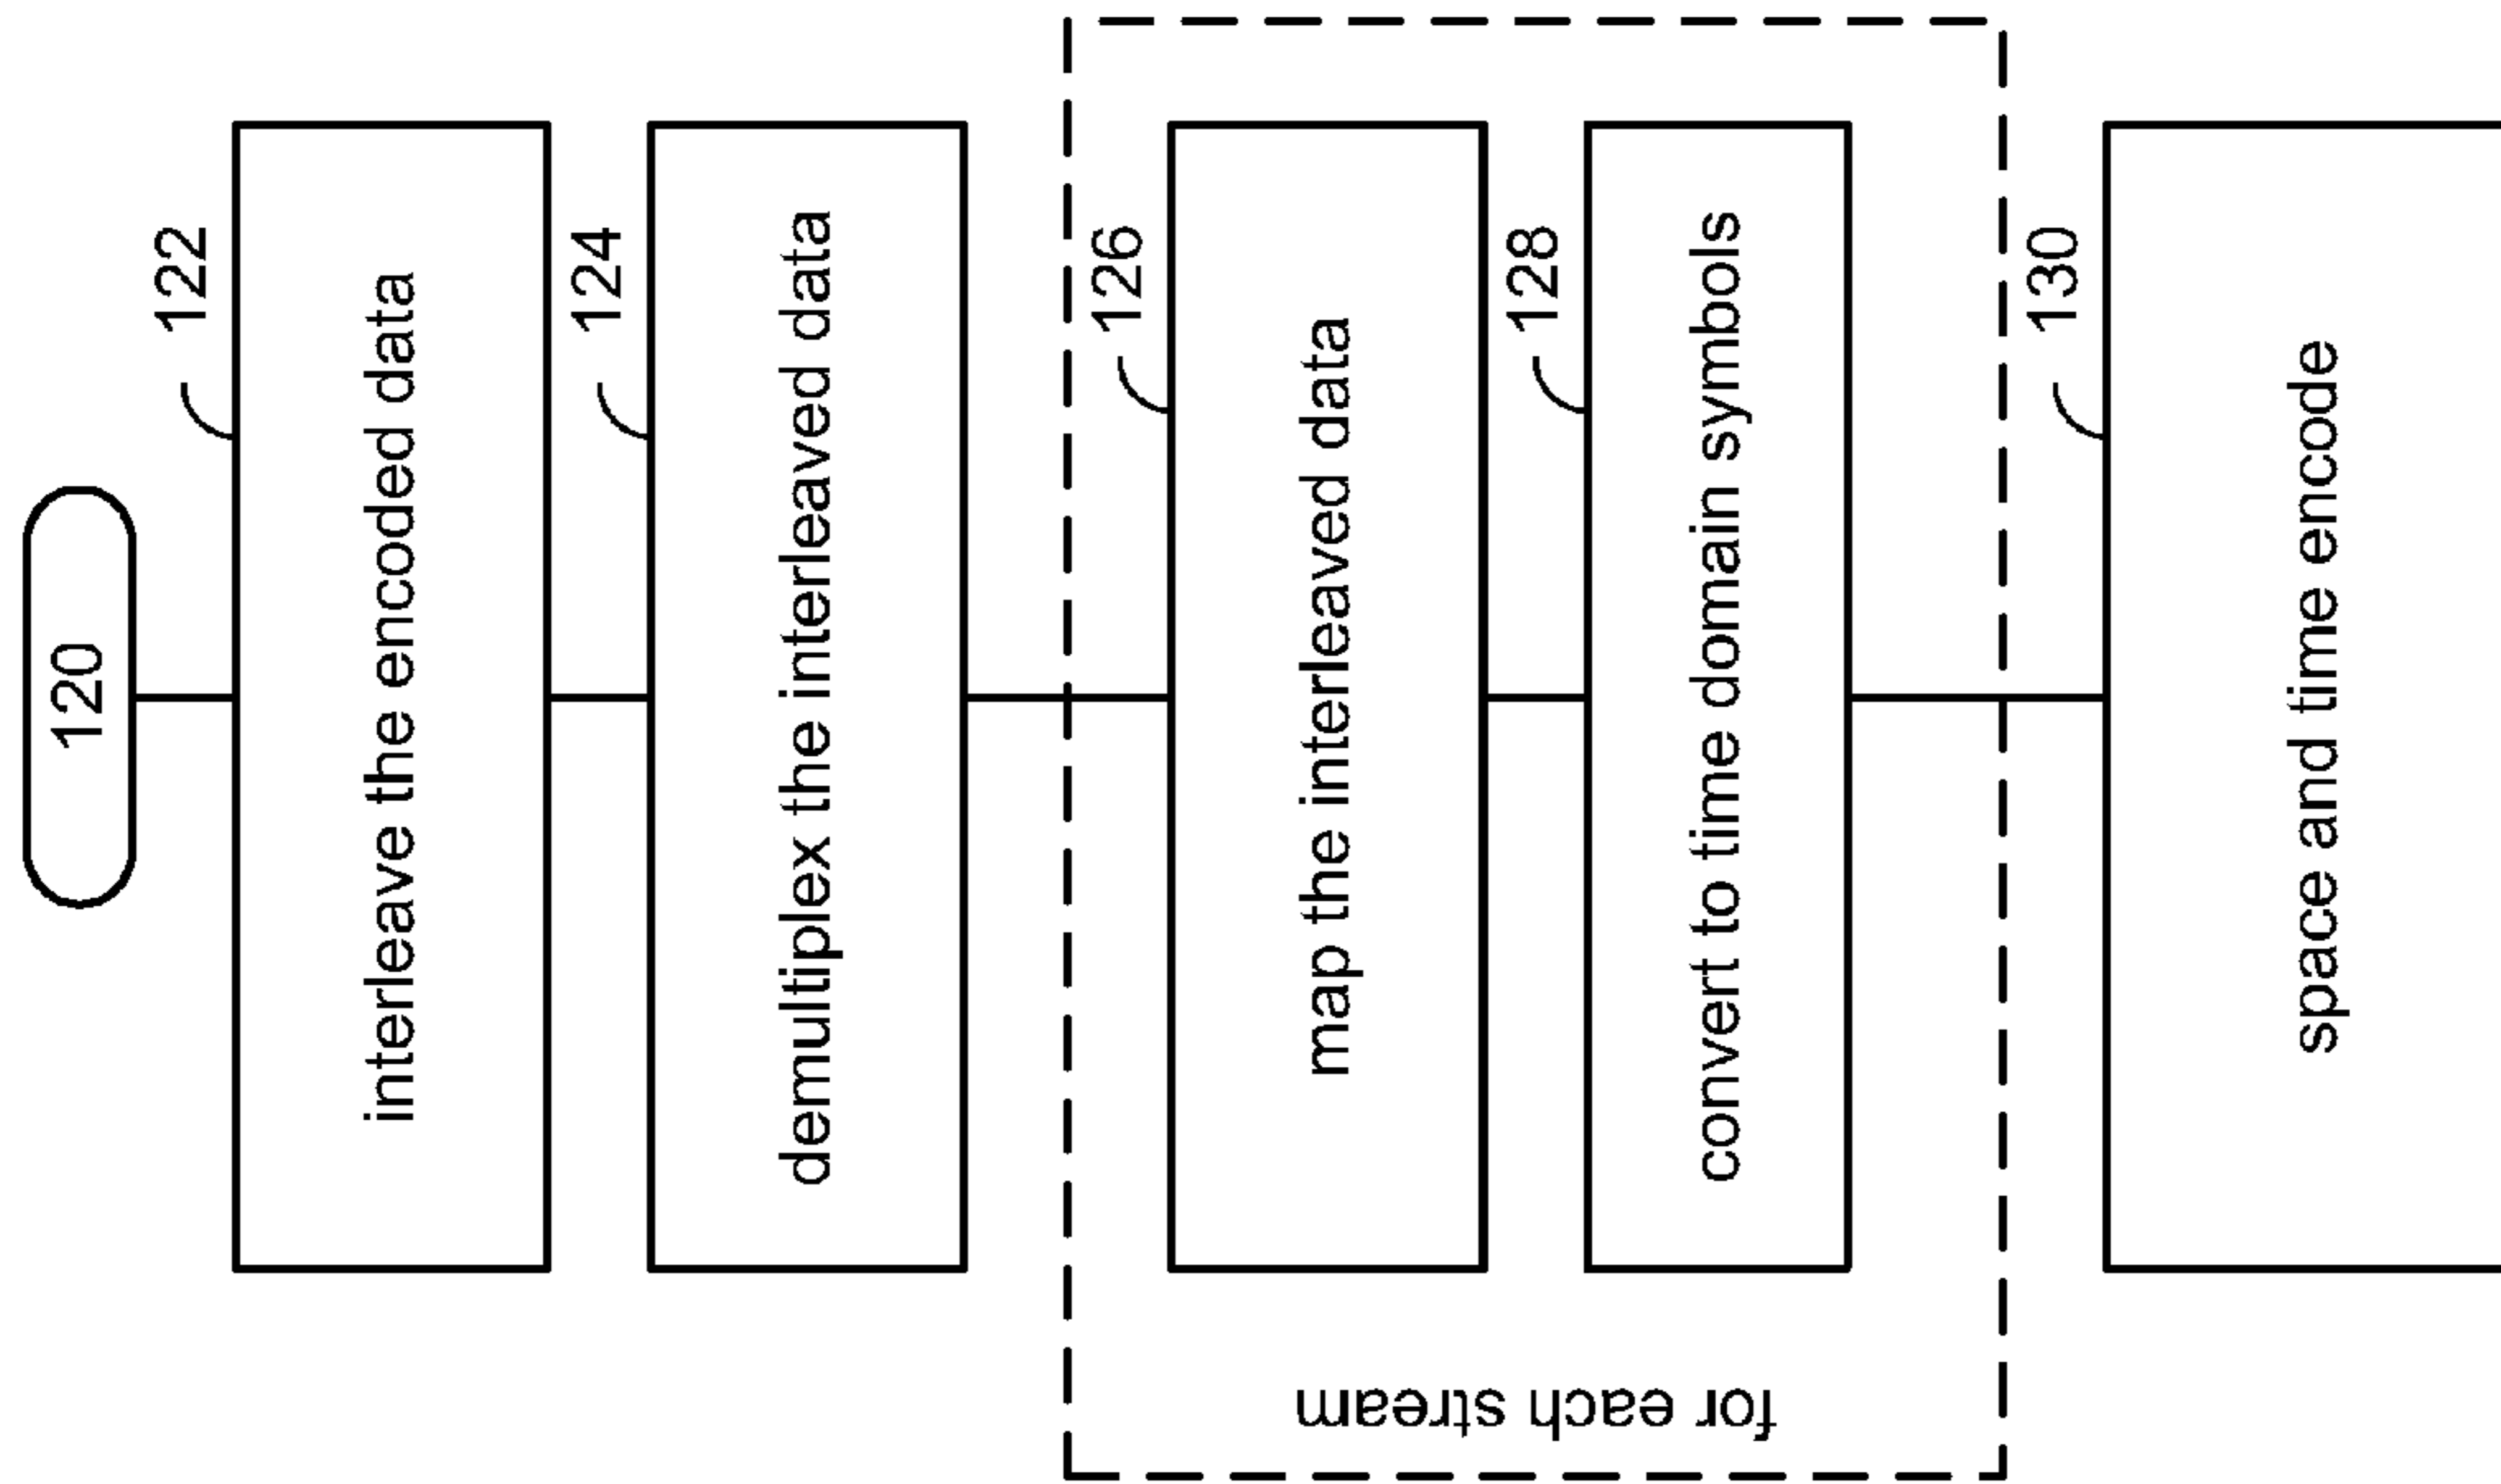 120
122
interleave the encoded data
124
demultiplex the interleaved data
for each stream
126
map the interleaved data
128
convert to time domain symbols
130
space and time encode